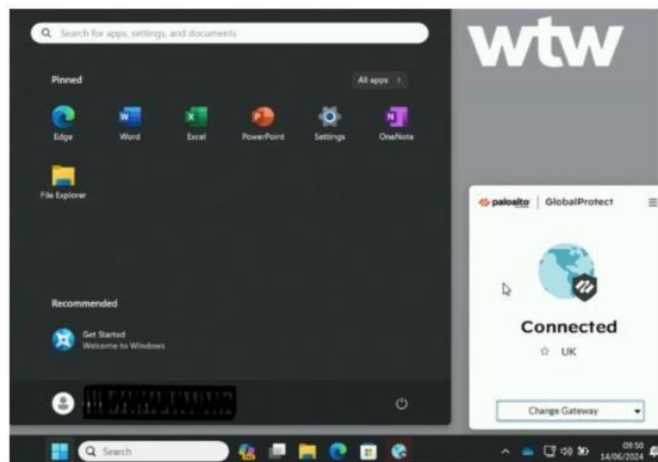 Search for apps, settings, and documents
wtw
Pinned
All apps >
Edge
Word
Excel
PowerPoint
Settings
OneNote
File Explorer
paloalto
GlobalProtect
Connected
UK
Recommended
Get Started
Welcome to Windows
Change Gateway
Search
09:50
14/06/2024